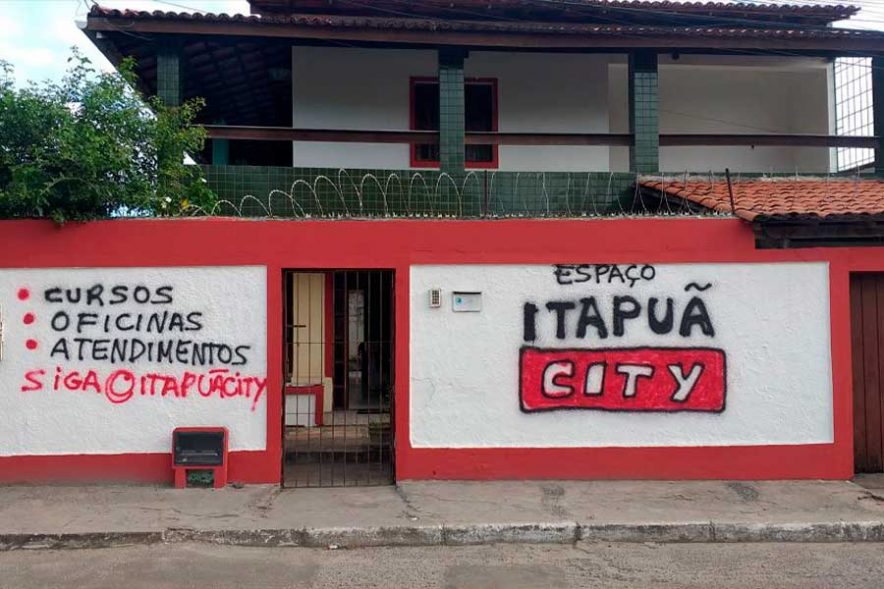 CURSOS
OFICINAS
ATENDIMENTOS
SIGA @ITAPUÃCITY
ESPAÇO
ITAPUÃ
CITY